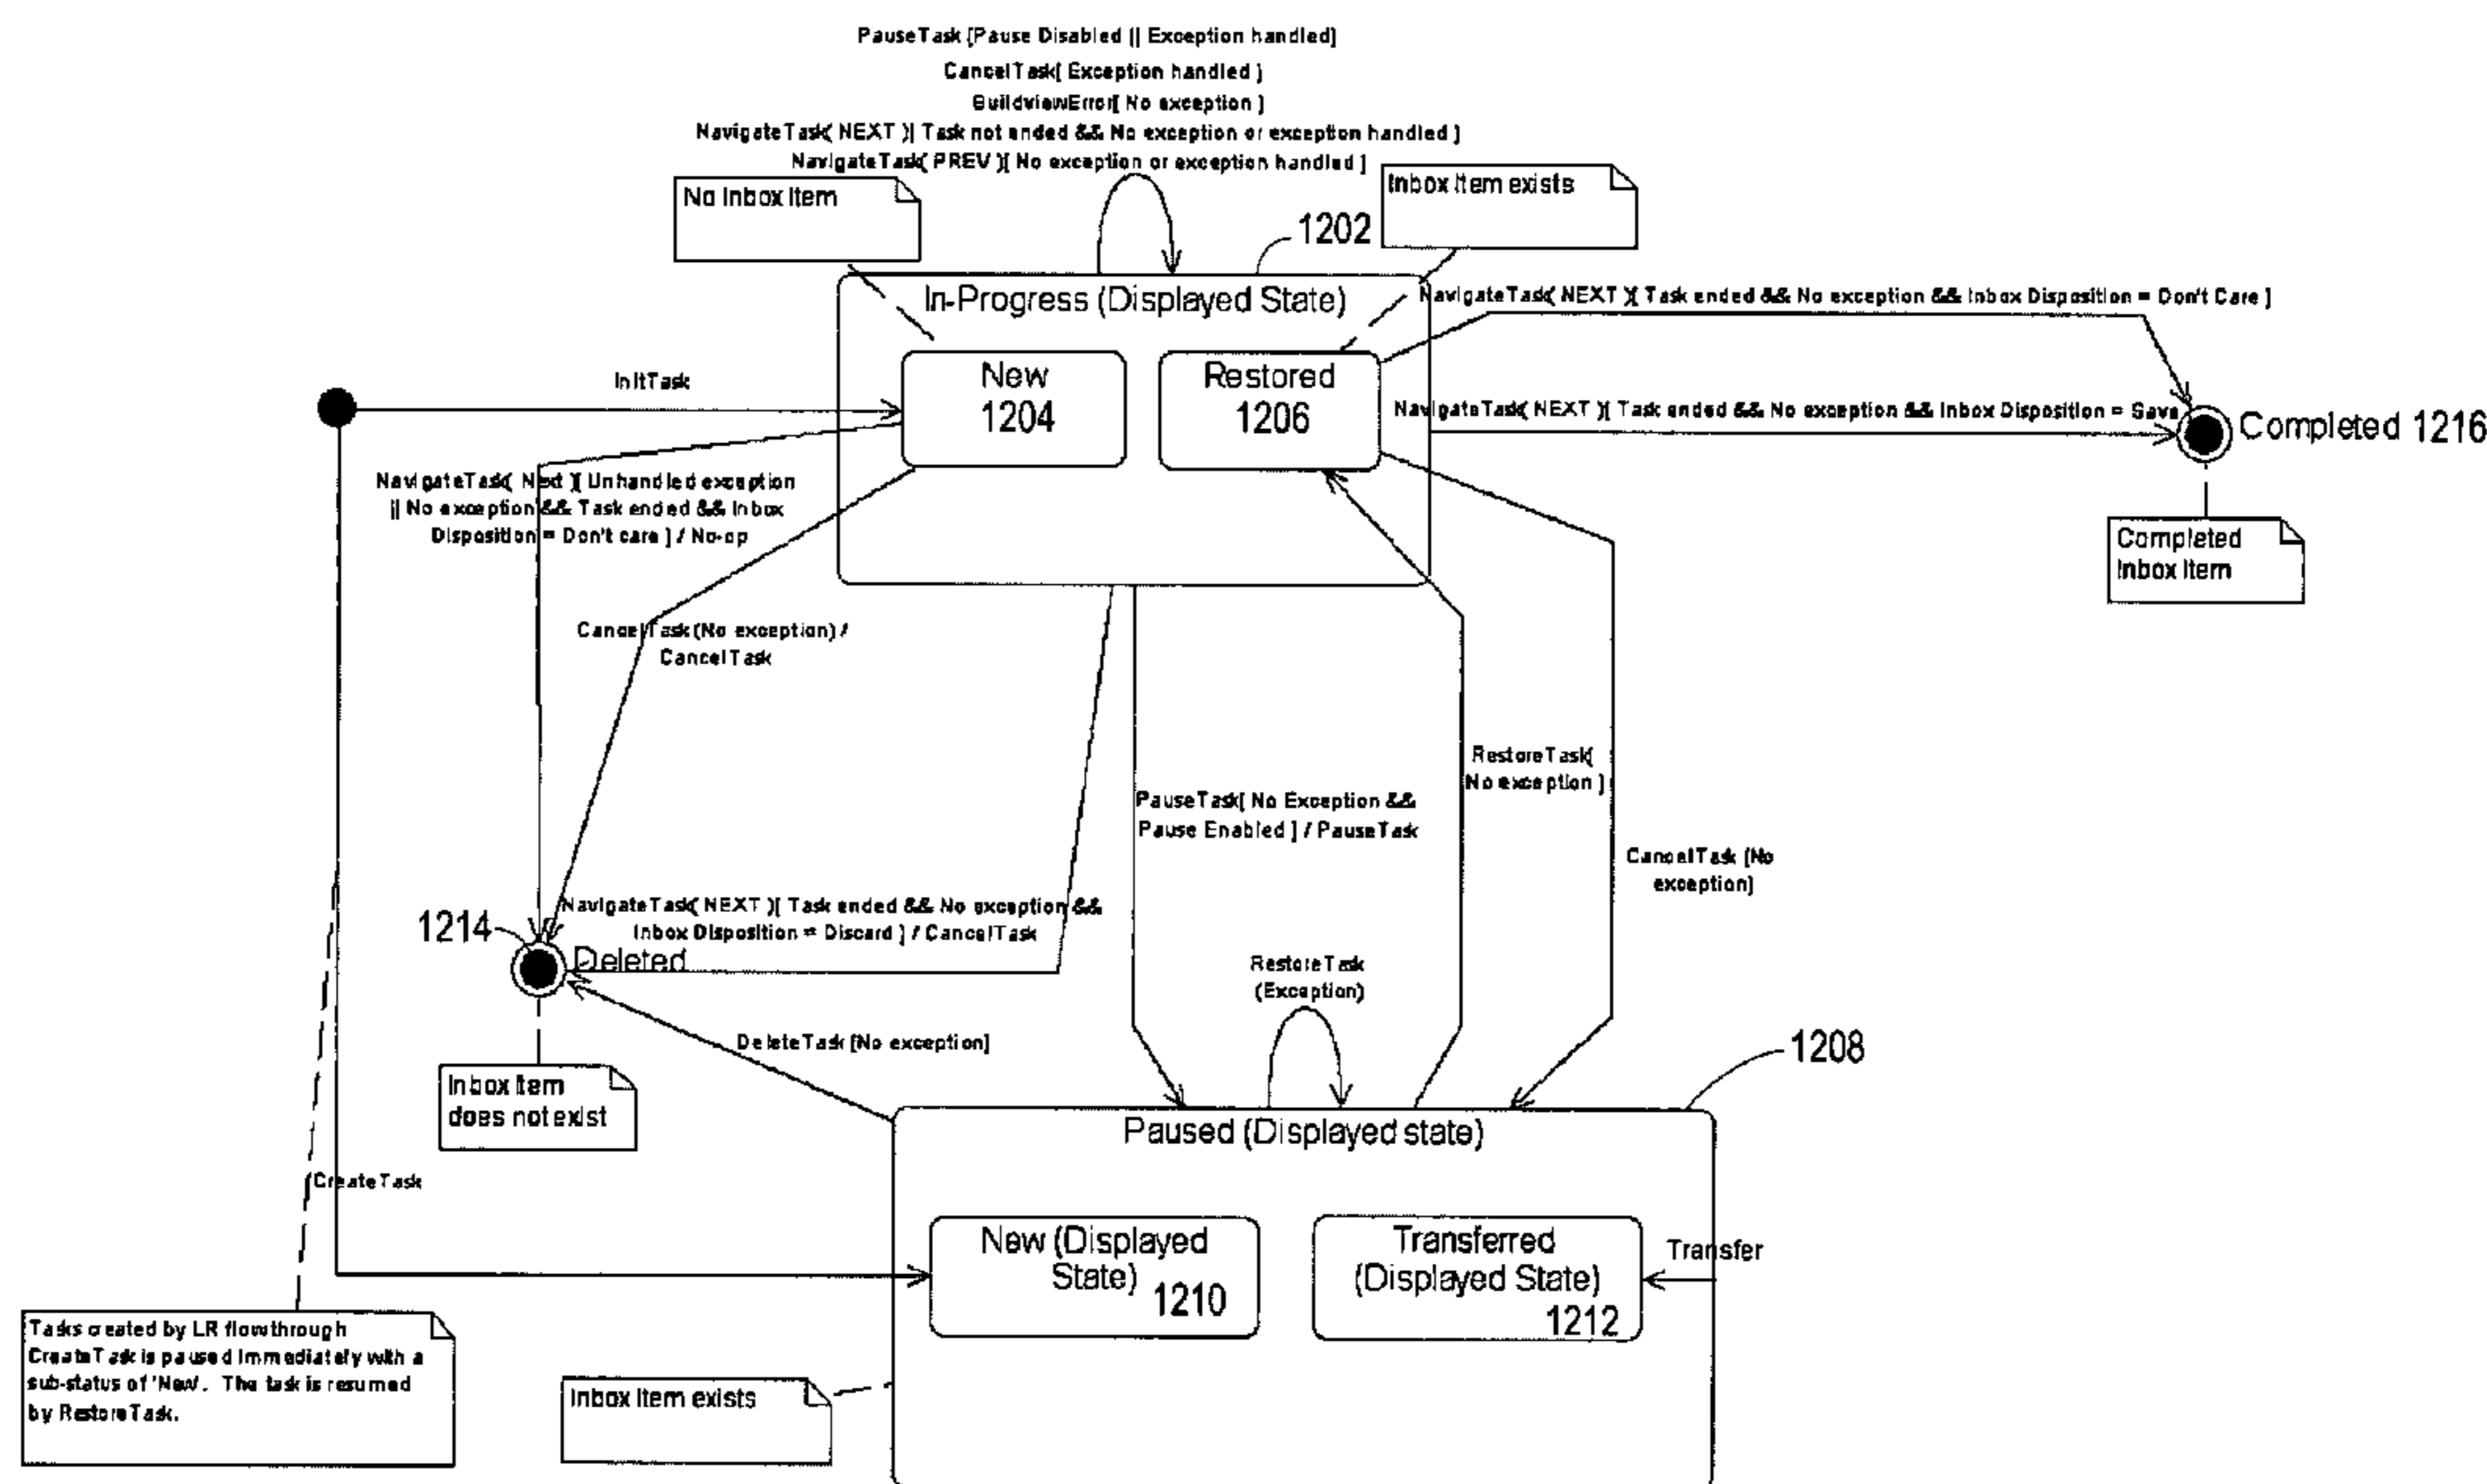 PauseTask [Pause Disabled || Exception handled]
CancelTask[ Exception handled ]
BuildviewError[ No exception ]
NavigateTask( NEXT )[ Task not ended && No exception or exception handled ]
NavigateTask( PREV )[ No exception or exception handled ]
No Inbox Item
Inbox Item exists
1202
In-Progress (Displayed State)
NavigateTask( NEXT )[ Task ended && No exception && Inbox Disposition = Don't Care ]
New
1204
Restored
1206
InitTask
NavigateTask( NEXT )[ Task ended && No exception && Inbox Disposition = Save
Completed 1216
NavigateTask( Next )[ Unhandled exception
|| No exception && Task ended && Inbox
Disposition = Don't care ] / No-op
Completed
Inbox Item
CancelTask (No exception) /
CancelTask
RestoreTask[
No exception ]
PauseTask[ No Exception &&
Pause Enabled ] / PauseTask
CancelTask [No
exception]
NavigateTask( NEXT )[ Task ended && No exception &&
Inbox Disposition = Discard ] / CancelTask
1214
Deleted
RestoreTask
(Exception)
DeleteTask [No exception]
1208
Inbox Item
does not exist
Paused (Displayed state)
CreateTask
New (Displayed
State)
1210
Transferred
(Displayed State)
1212
Transfer
Tasks created by LR flowthrough
CreateTask is paused immediately with a
sub-status of 'New'. The task is resumed
by RestoreTask.
Inbox Item exists